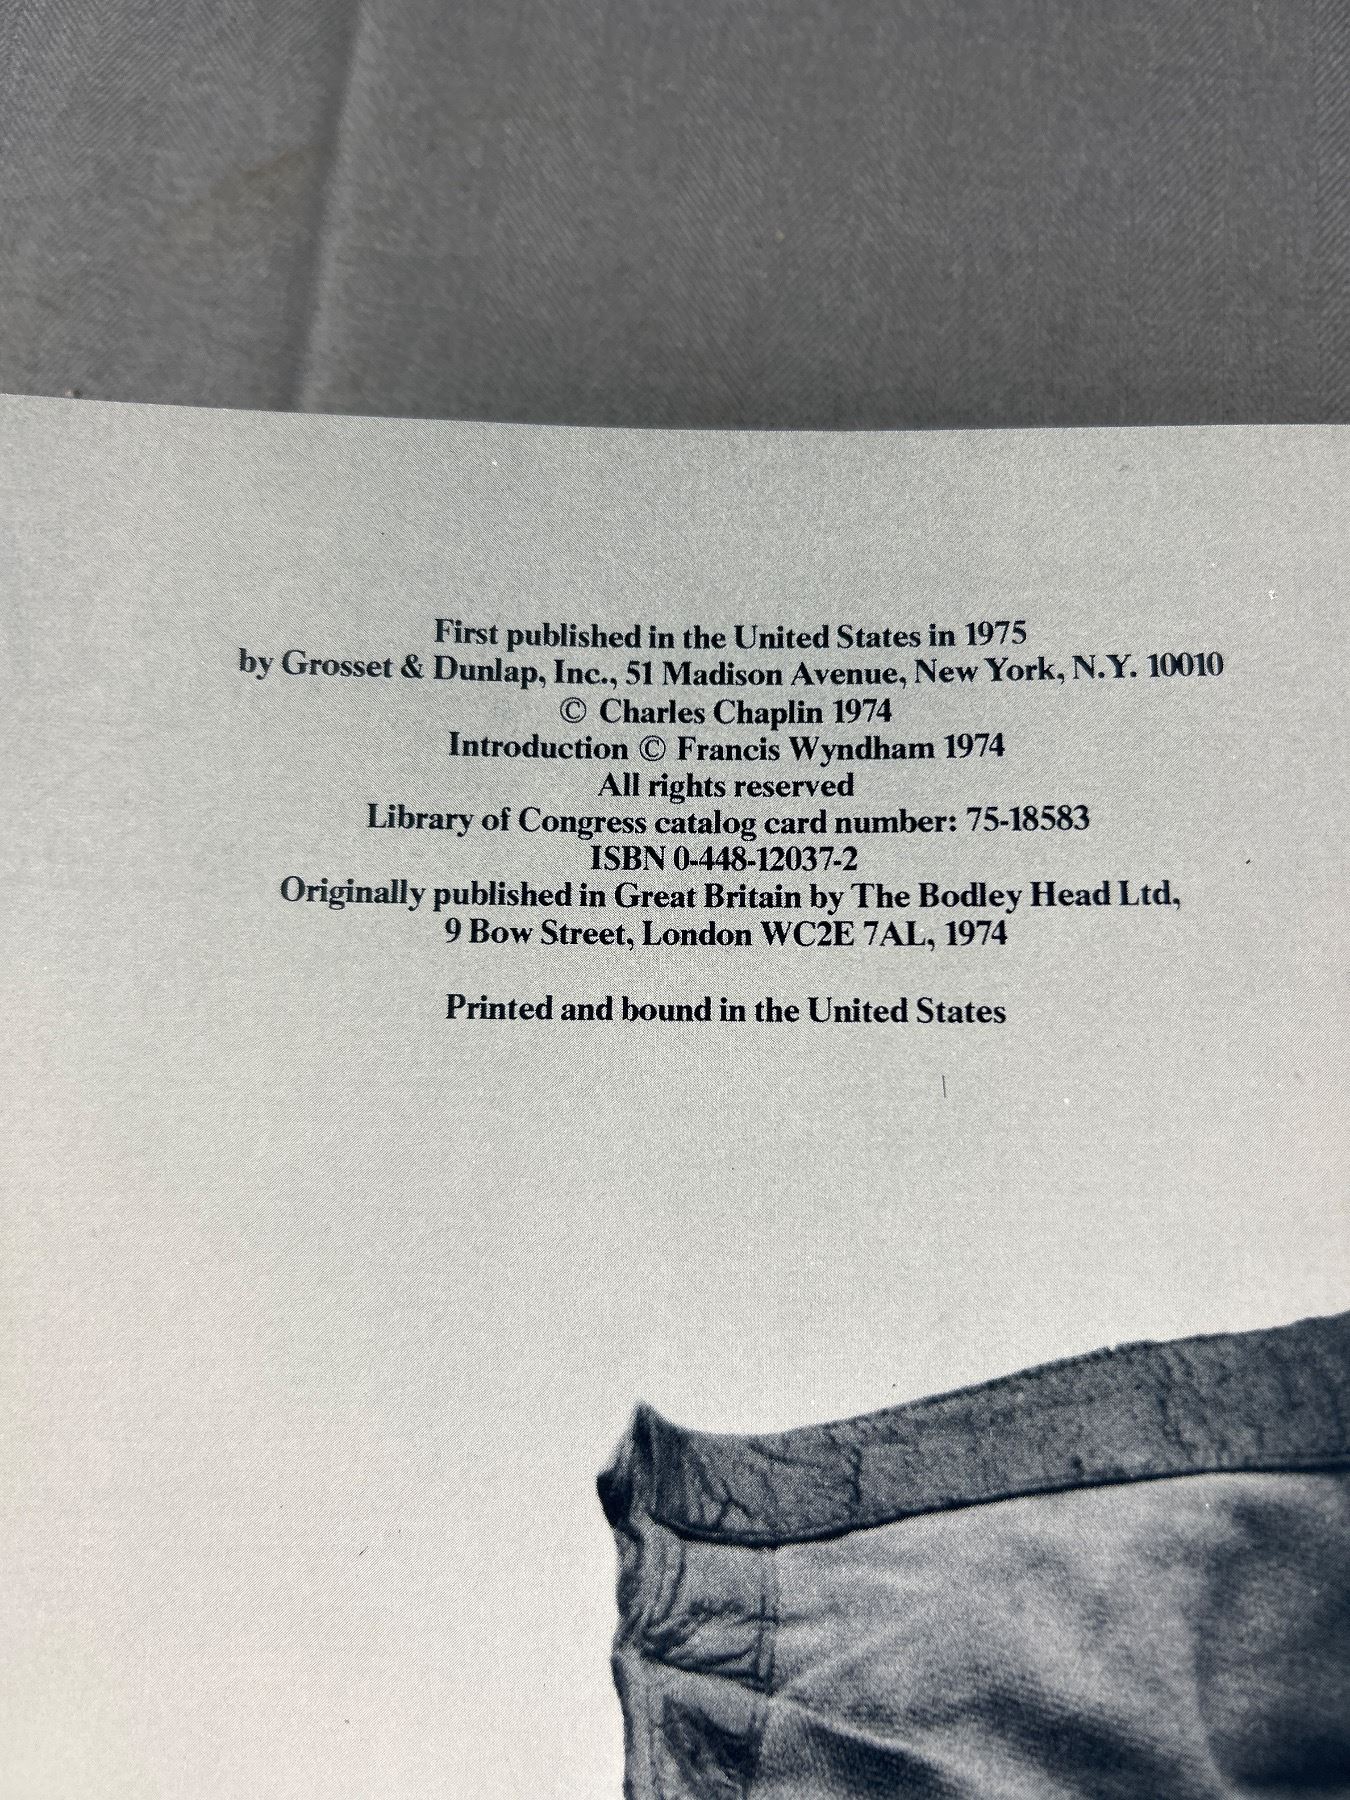 First published in the United States in 1975
by Grosset & Dunlap, Inc., 51 Madison Avenue, New York, N.Y. 10010
© Charles Chaplin 1974
Introduction © Francis Wyndham 1974
All rights reserved
Library of Congress catalog card number: 75-18583
ISBN 0-448-12037-2
Originally published in Great Britain by The Bodley Head Ltd,
9 Bow Street, London WC2E 7AL, 1974
Printed and bound in the United States